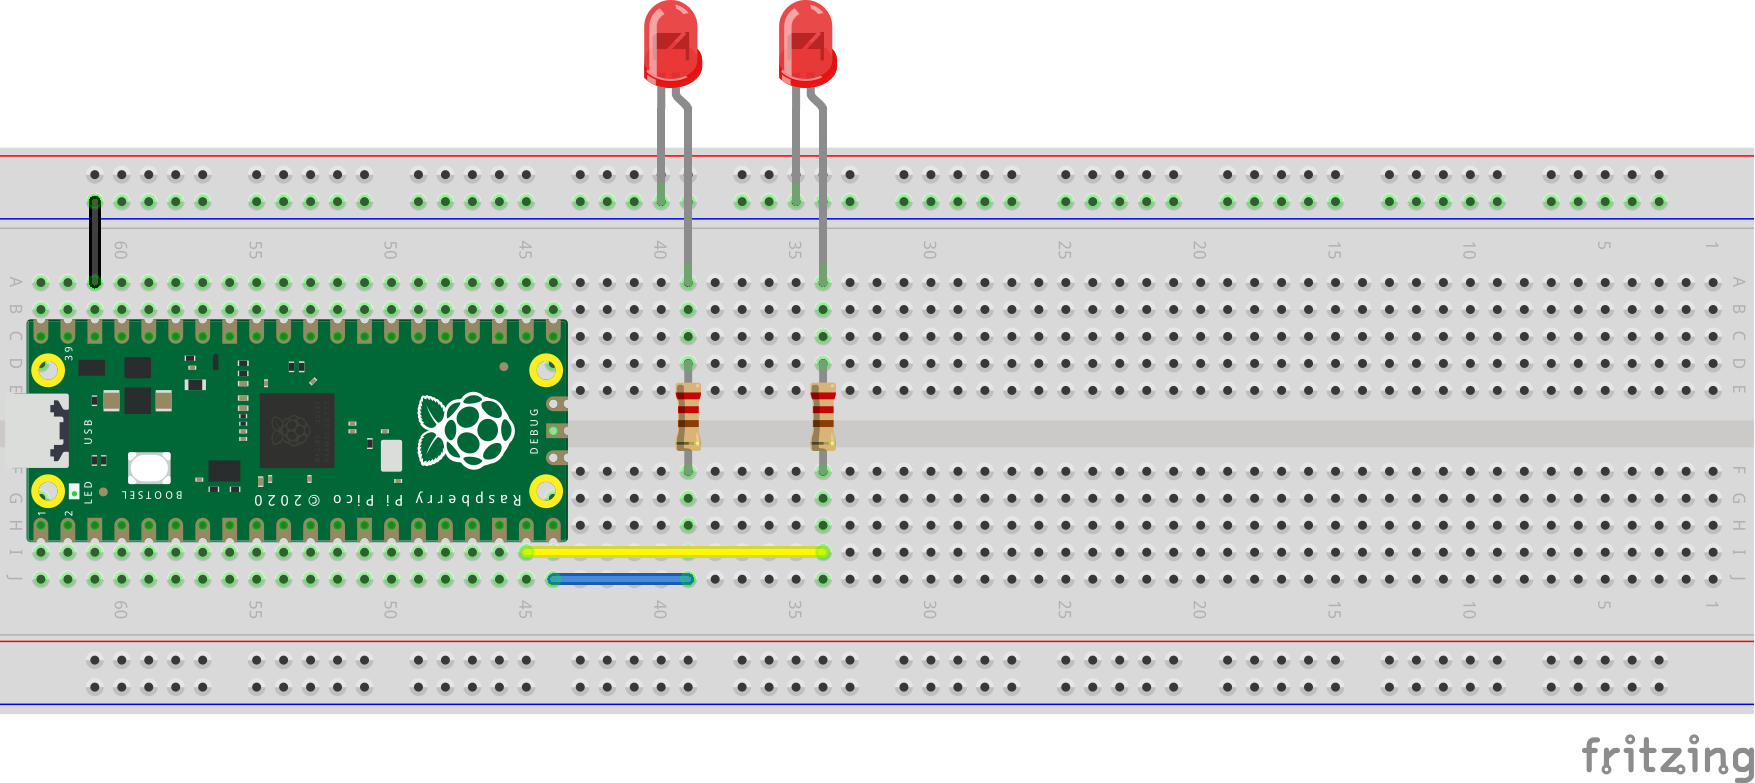 60 55 50 45 40 35 30 25 20 15 10 5 1
A A
B B
C C
D D
E E
39
USB
DEBUG
F F
G G
LED
BOOTSEL
Raspberry Pi Pico © 2020
1
2
H H
I I
J J
60 55 50 45 40 35 30 25 20 15 10 5 1
fritzing